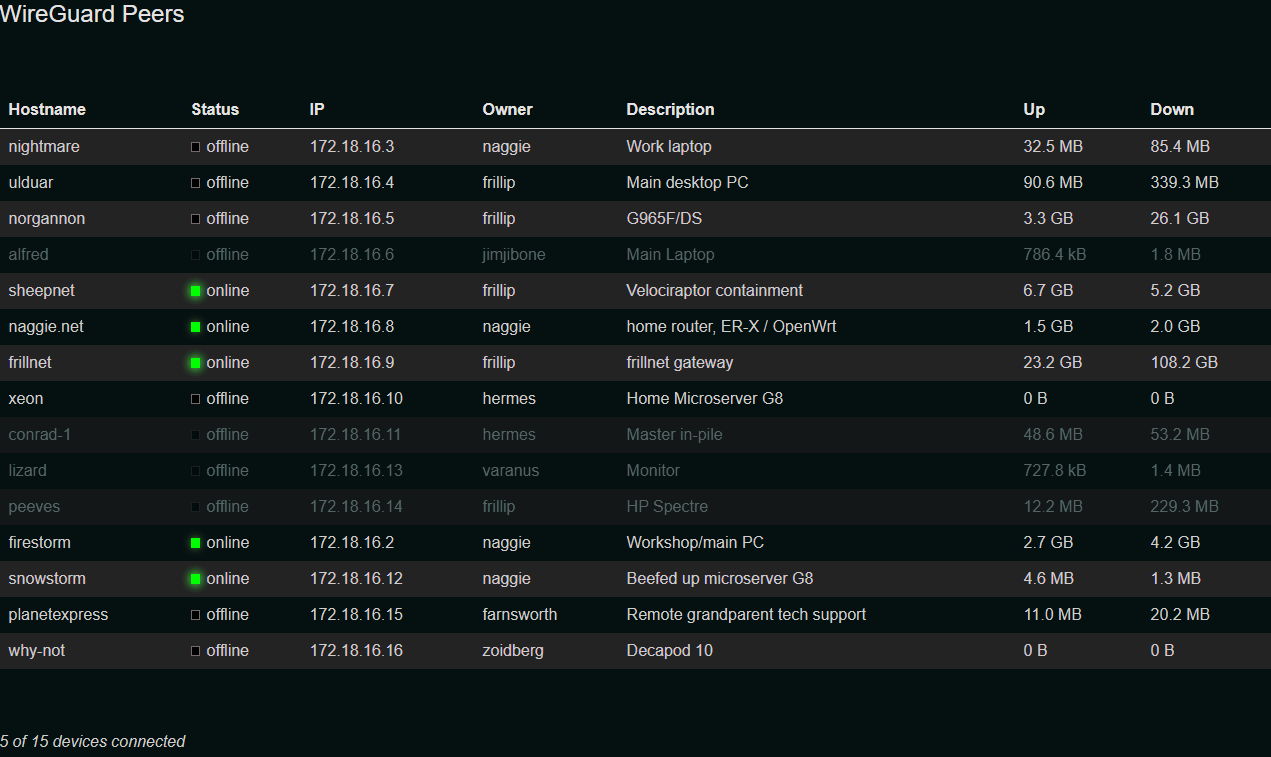 WireGuard Peers
Hostname Status IP Owner Description Up Down
nightmare offline 172.18.16.3 naggie Work laptop 32.5 MB 85.4 MB
ulduar offline 172.18.16.4 frillip Main desktop PC 90.6 MB 339.3 MB
norgannon offline 172.18.16.5 frillip G965F/DS 3.3 GB 26.1 GB
alfred offline 172.18.16.6 jimjibone Main Laptop 786.4 kB 1.8 MB
sheepnet online 172.18.16.7 frillip Velociraptor containment 6.7 GB 5.2 GB
naggie.net online 172.18.16.8 naggie home router, ER-X / OpenWrt 1.5 GB 2.0 GB
frillnet online 172.18.16.9 frillip frillnet gateway 23.2 GB 108.2 GB
xeon offline 172.18.16.10 hermes Home Microserver G8 0 B 0 B
conrad-1 offline 172.18.16.11 hermes Master in-pile 48.6 MB 53.2 MB
lizard offline 172.18.16.13 varanus Monitor 727.8 kB 1.4 MB
peeves offline 172.18.16.14 frillip HP Spectre 12.2 MB 229.3 MB
firestorm online 172.18.16.2 naggie Workshop/main PC 2.7 GB 4.2 GB
snowstorm online 172.18.16.12 naggie Beefed up microserver G8 4.6 MB 1.3 MB
planetexpress offline 172.18.16.15 farnsworth Remote grandparent tech support 11.0 MB 20.2 MB
why-not offline 172.18.16.16 zoidberg Decapod 10 0 B 0 B
5 of 15 devices connected